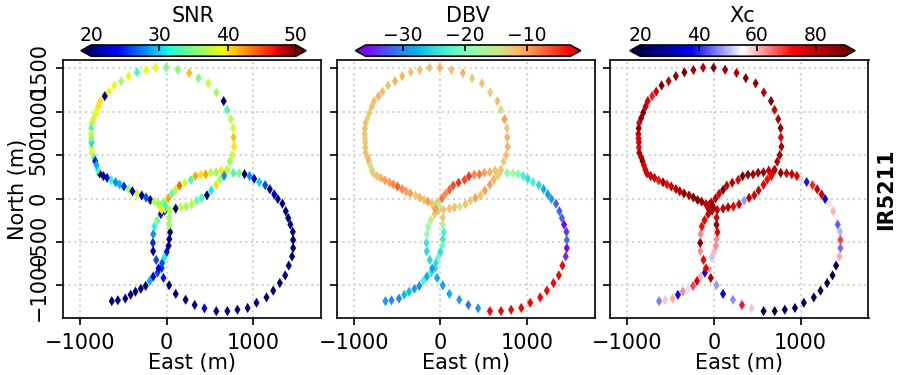 SNR DBV Xc
20 30 40 50 −30 −20 −10 20 40 60 80
1500
1000
500
0
−500
−1000
North (m)
IR5211
−1000 0 1000 −1000 0 1000 −1000 0 1000
East (m) East (m) East (m)